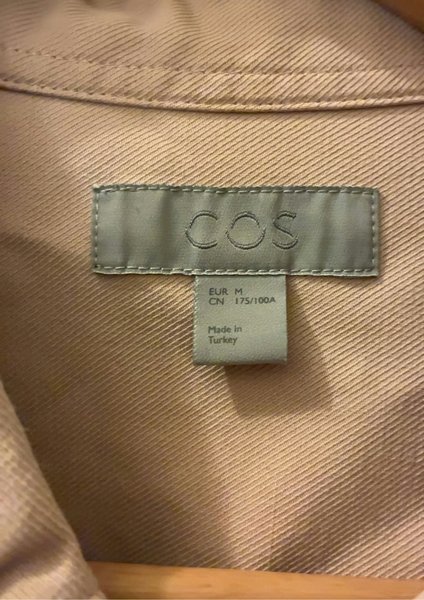 COS
EUR M
CN 175/100A
Made in
Turkey